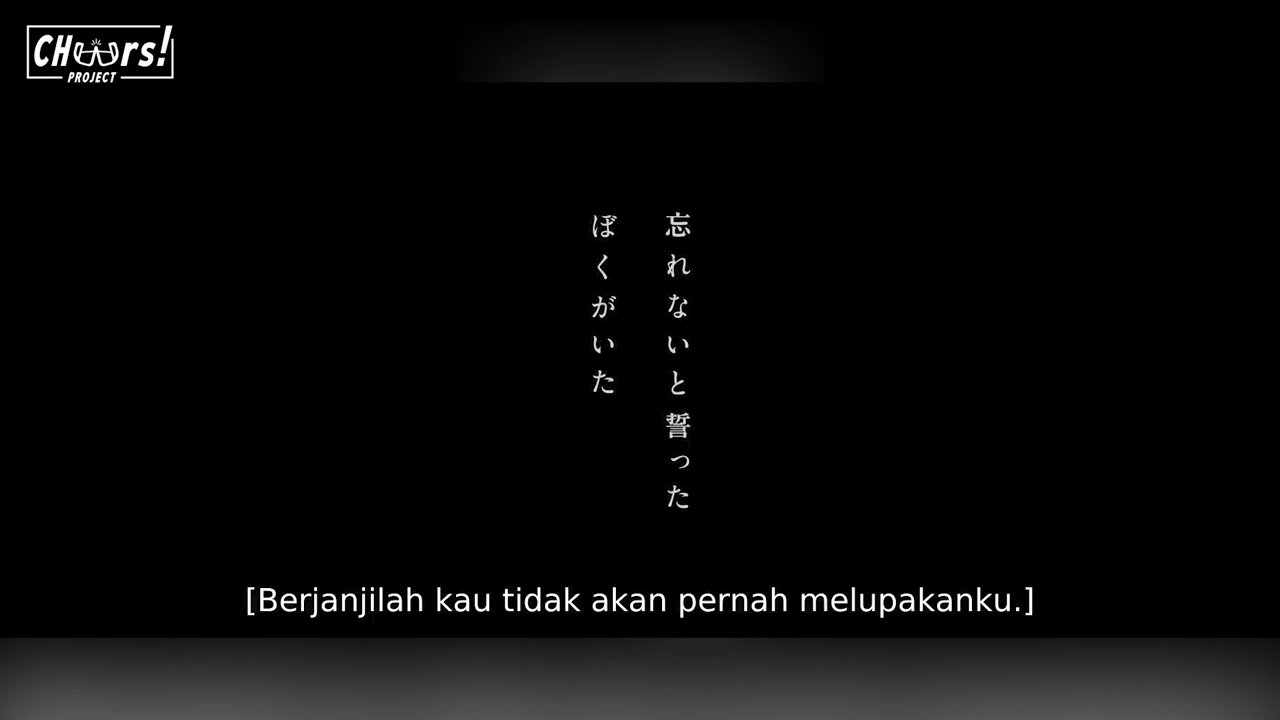 CHeers!
PROJECT
忘れないと誓った
ぼくがいた
[Berjanjilah kau tidak akan pernah melupakanku.]